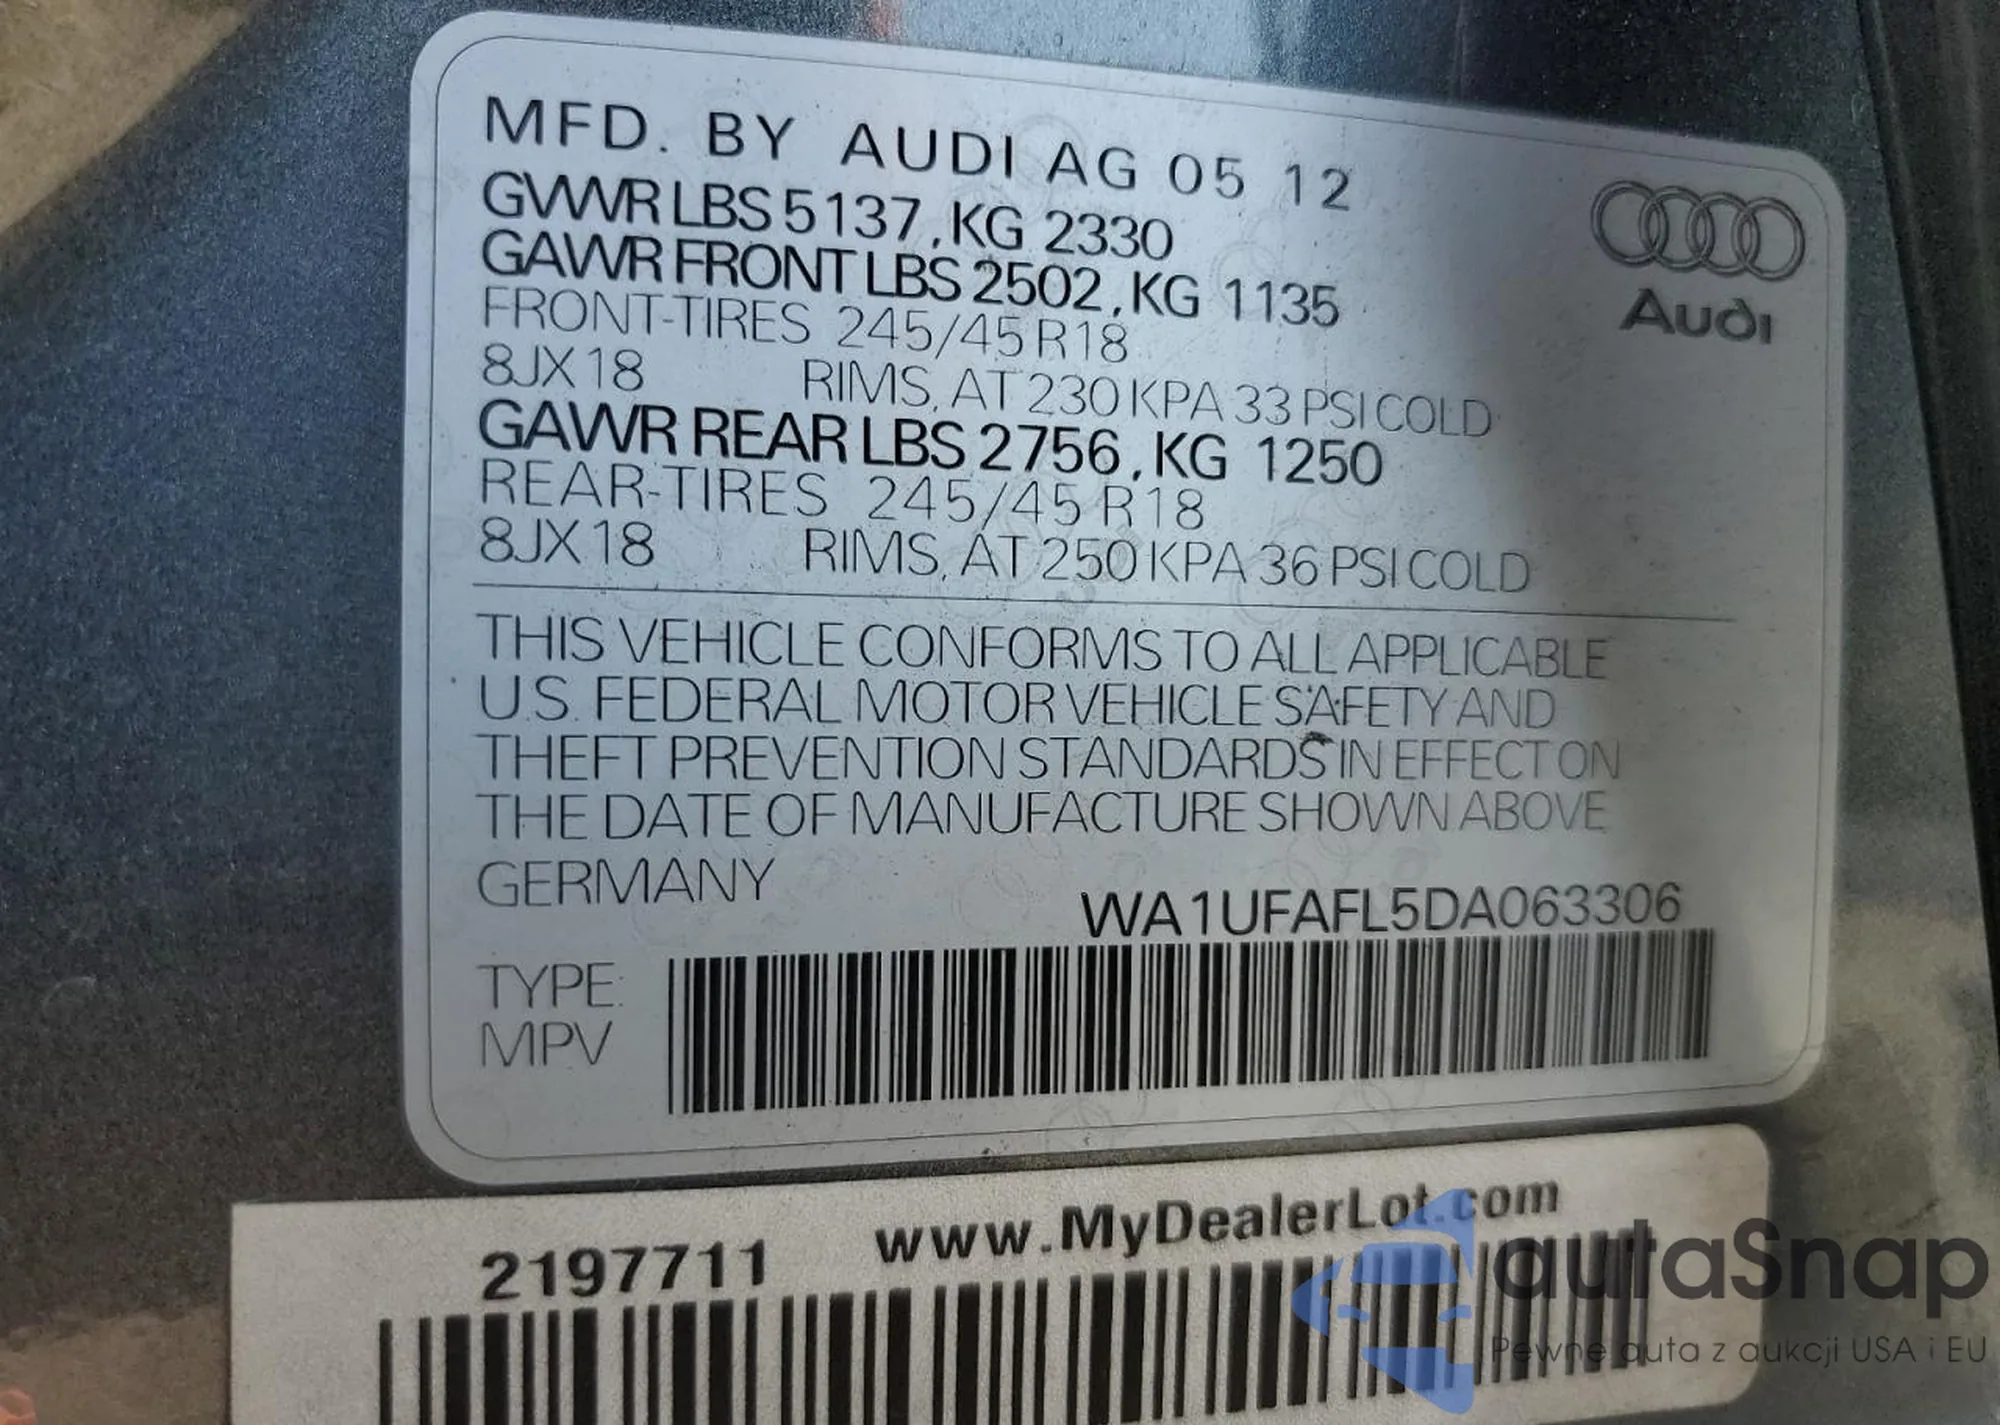 MFD. BY AUDI AG 05 12
GVWR LBS 5137, KG 2330
GAWR FRONT LBS 2502, KG 1135
FRONT-TIRES 245/45 R18
8JX18 RIMS, AT 230 KPA 33 PSI COLD
GAWR REAR LBS 2756, KG 1250
REAR-TIRES 245/45 R18
8JX18 RIMS, AT 250 KPA 36 PSI COLD
Audi
THIS VEHICLE CONFORMS TO ALL APPLICABLE
U.S. FEDERAL MOTOR VEHICLE SAFETY AND
THEFT PREVENTION STANDARDS IN EFFECT ON
THE DATE OF MANUFACTURE SHOWN ABOVE
GERMANY
WA1UFAFL5DA063306
TYPE:
MPV
2197711 www.MyDealerLot.com
autaSnap
Pewne auta z aukcji USA i EU